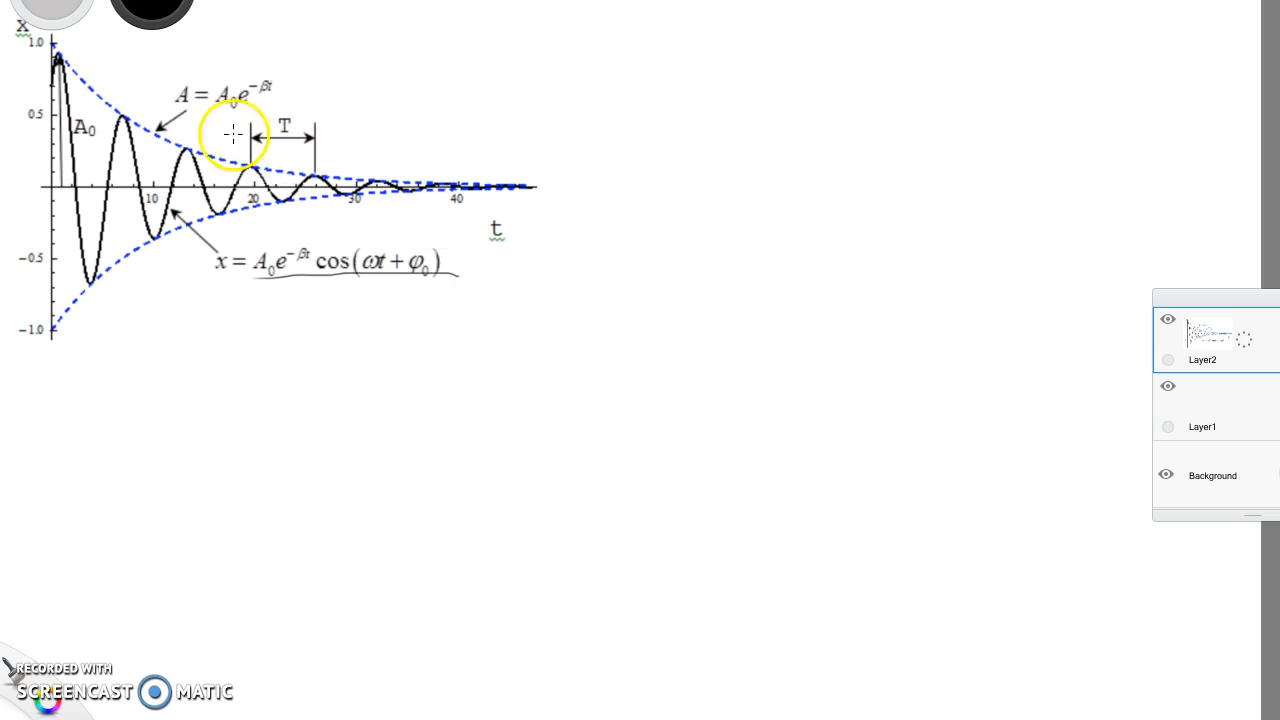 x
1.0
A = A₀e^{−βt}
0.5
T
A₀
10 20 30 40
t
−0.5
x = A₀e^{−βt} cos(ωt + φ₀)
−1.0
Layer2
Layer1
Background
RECORDED WITH
SCREENCAST MATIC